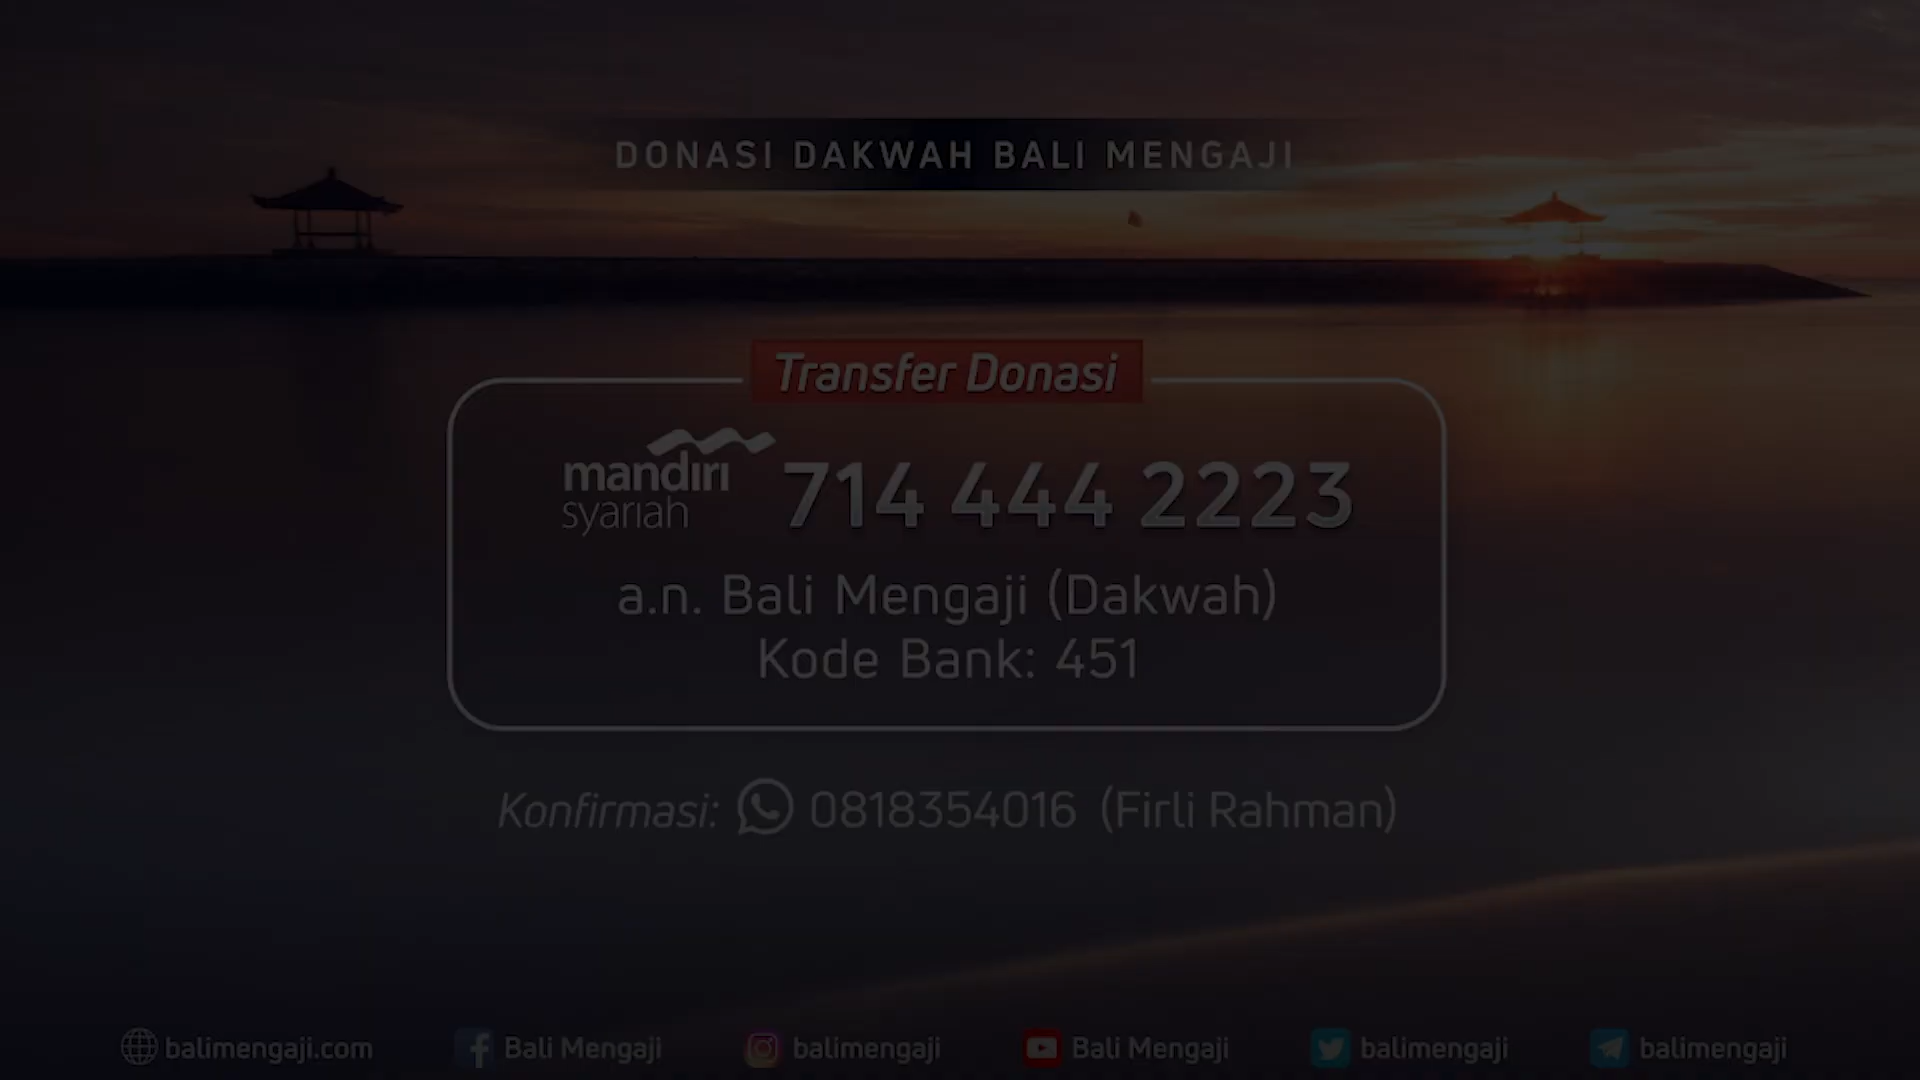 DONASI DAKWAH BALI MENGAJI
Transfer Donasi
mandiri
syariah
714 444 2223
a.n. Bali Mengaji (Dakwah)
Kode Bank: 451
Konfirmasi: 0818354016 (Firli Rahman)
balimengaji.com Bali Mengaji balimengaji Bali Mengaji balimengaji balimengaji